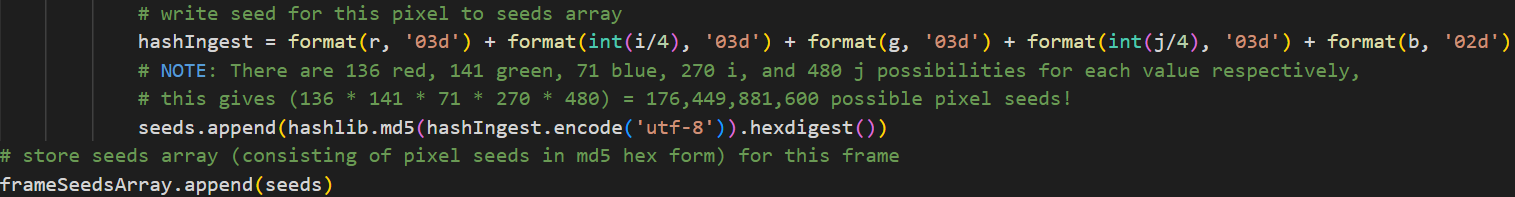 # write seed for this pixel to seeds array
hashIngest = format(r, '03d') + format(int(i/4), '03d') + format(g, '03d') + format(int(j/4), '03d') + format(b, '02d')
# NOTE: There are 136 red, 141 green, 71 blue, 270 i, and 480 j possibilities for each value respectively,
# this gives (136 * 141 * 71 * 270 * 480) = 176,449,881,600 possible pixel seeds!
seeds.append(hashlib.md5(hashIngest.encode('utf-8')).hexdigest())
# store seeds array (consisting of pixel seeds in md5 hex form) for this frame
frameSeedsArray.append(seeds)